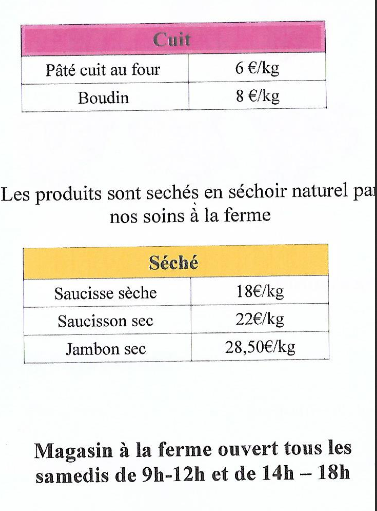 Cuit
Pâté cuit au four 6 €/kg
Boudin 8 €/kg
Les produits sont sechés en séchoir naturel par
nos soins à la ferme
Séché
Saucisse sèche 18€/kg
Saucisson sec 22€/kg
Jambon sec 28,50€/kg
Magasin à la ferme ouvert tous les
samedis de 9h-12h et de 14h – 18h